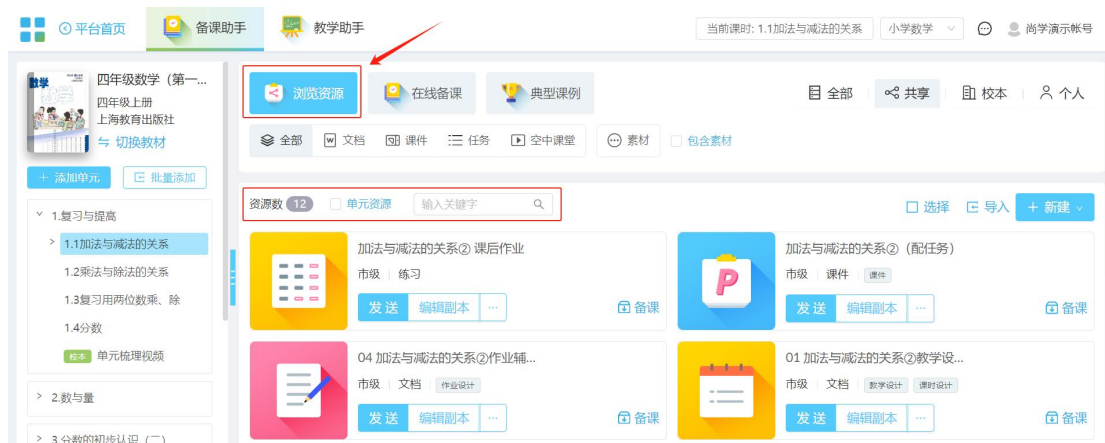 平台首页 备课助手 教学助手 当前课时: 1.1加法与减法的关系 小学数学 尚学演示帐号
数学
四年级数学（第一...
四年级上册
上海教育出版社
切换教材
+ 添加单元 批量添加
1.复习与提高
1.1加法与减法的关系
1.2乘法与除法的关系
1.3复习用两位数乘、除
1.4分数
校本 单元梳理视频
2.数与量
3.分数的初步认识（二）
浏览资源 在线备课 典型课例 全部 共享 校本 个人
全部 文档 课件 任务 空中课堂 素材 包含素材
资源数 12 单元资源 输入关键字 选择 导入 + 新建
加法与减法的关系② 课后作业
市级 练习
发送 编辑副本 ... 备课
加法与减法的关系②（配任务）
市级 课件 课件
发送 编辑副本 ... 备课
04 加法与减法的关系②作业辅...
市级 文档 作业设计
发送 编辑副本 ... 备课
01 加法与减法的关系②教学设...
市级 文档 教学设计 课时设计
发送 编辑副本 ... 备课